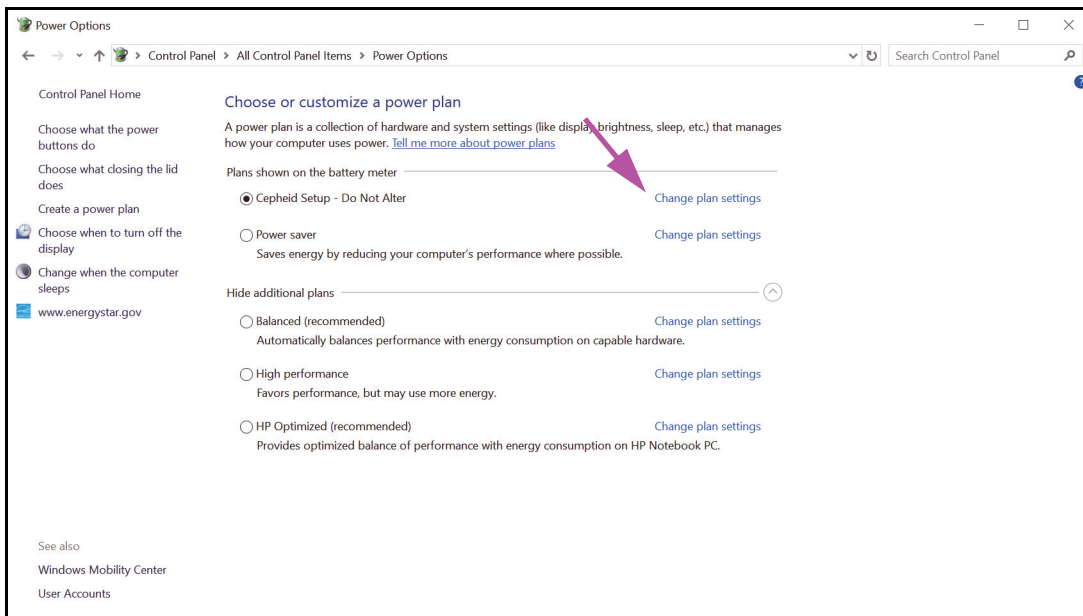 Power Options
Control Panel > All Control Panel Items > Power Options
Search Control Panel
Control Panel Home
Choose what the power
buttons do
Choose what closing the lid
does
Create a power plan
Choose when to turn off the
display
Change when the computer
sleeps
www.energystar.gov
Choose or customize a power plan
A power plan is a collection of hardware and system settings (like display brightness, sleep, etc.) that manages
how your computer uses power. Tell me more about power plans
Plans shown on the battery meter
Cepheid Setup - Do Not Alter Change plan settings
Power saver Change plan settings
Saves energy by reducing your computer's performance where possible.
Hide additional plans
Balanced (recommended) Change plan settings
Automatically balances performance with energy consumption on capable hardware.
High performance Change plan settings
Favors performance, but may use more energy.
HP Optimized (recommended) Change plan settings
Provides optimized balance of performance with energy consumption on HP Notebook PC.
See also
Windows Mobility Center
User Accounts